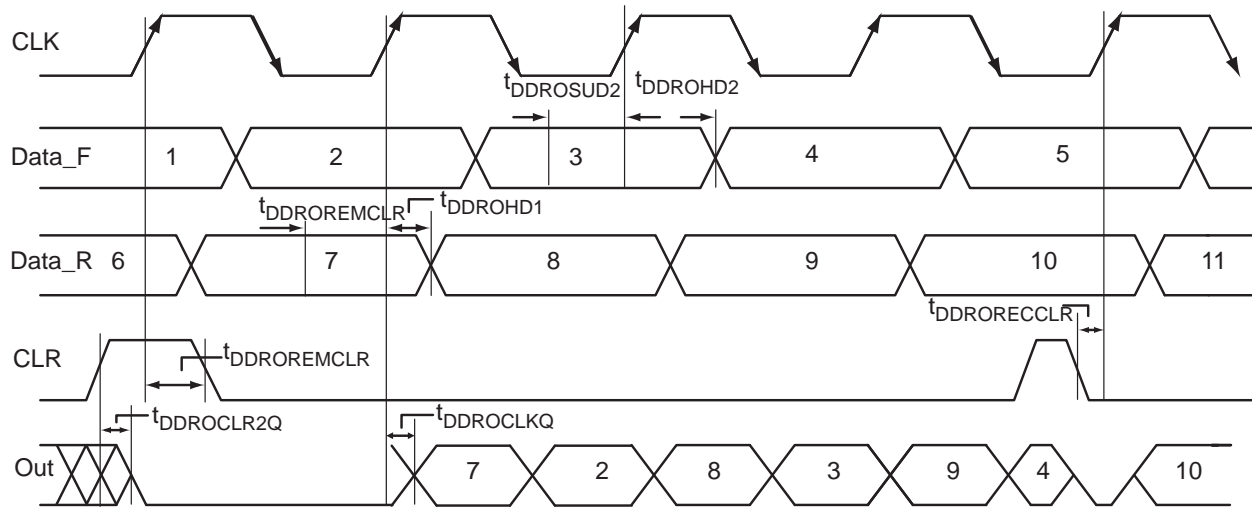 CLK
tDDROSUD2 tDDROHD2
Data_F 1 2 3 4 5
tDDROREMCLR tDDROHD1
Data_R 6 7 8 9 10 11
tDDRORECCLR
CLR tDDROREMCLR
tDDROCLR2Q tDDROCLKQ
Out 7 2 8 3 9 4 10